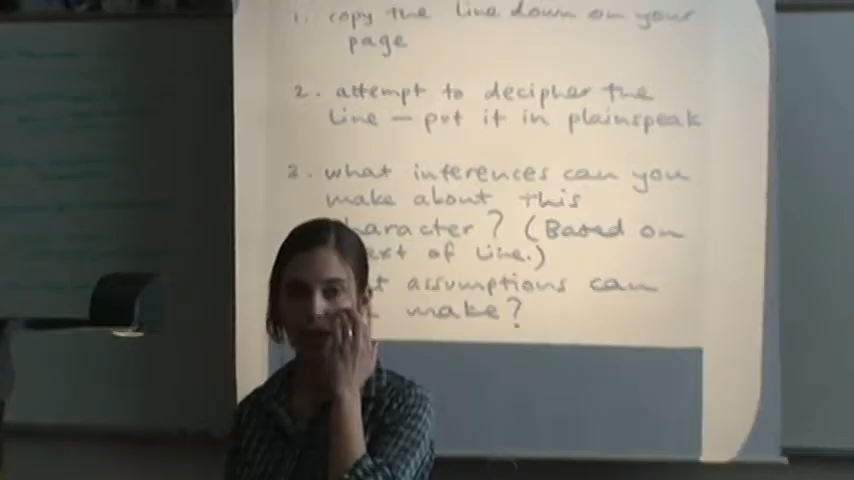 1. copy the line down on your
page
2. attempt to decipher the
line — put it in plainspeak
3. what inferences can you
make about this
character? (Based on
of line.)
assumptions can
make?